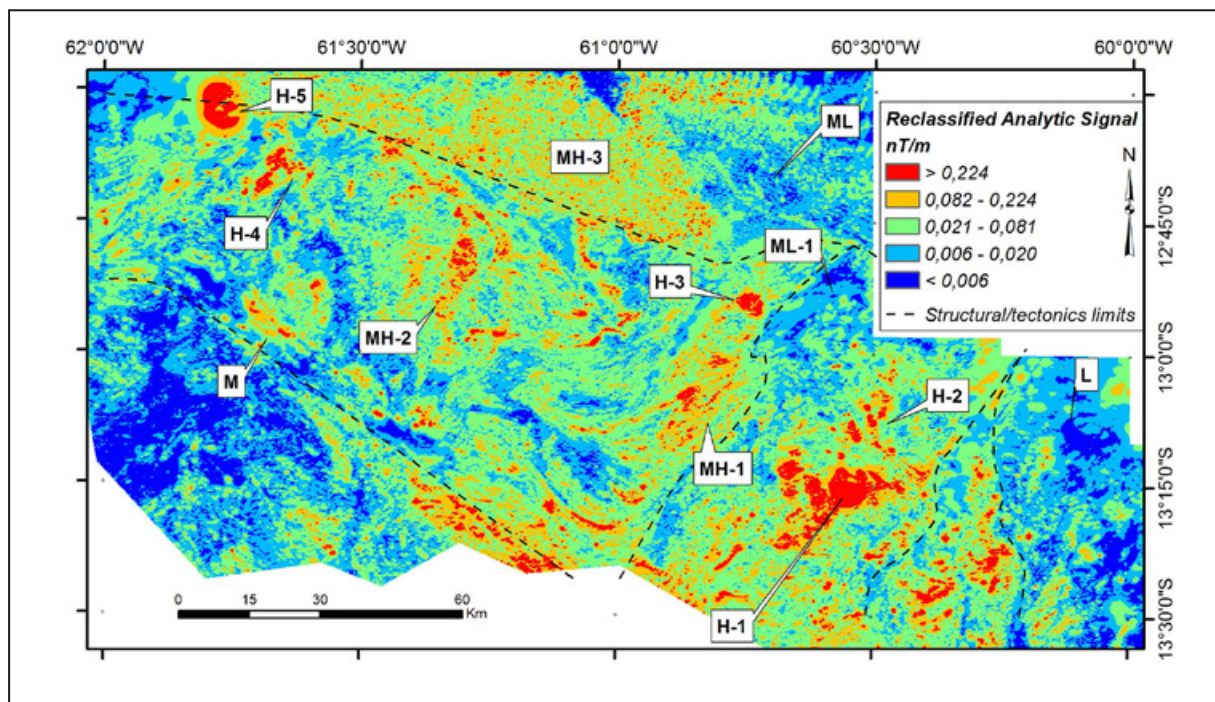 62°0'0"W 61°30'0"W 61°0'0"W 60°30'0"W 60°0'0"W
H-5
Reclassified Analytic Signal
nT/m
N
> 0,224
0,082 - 0,224
0,021 - 0,081
0,006 - 0,020
< 0,006
Structural/tectonics limits
ML
MH-3
H-4
ML-1
12°45'0"S
H-3
MH-2
M
13°0'0"S
L
H-2
MH-1
13°15'0"S
0 15 30 60
Km
H-1
13°30'0"S